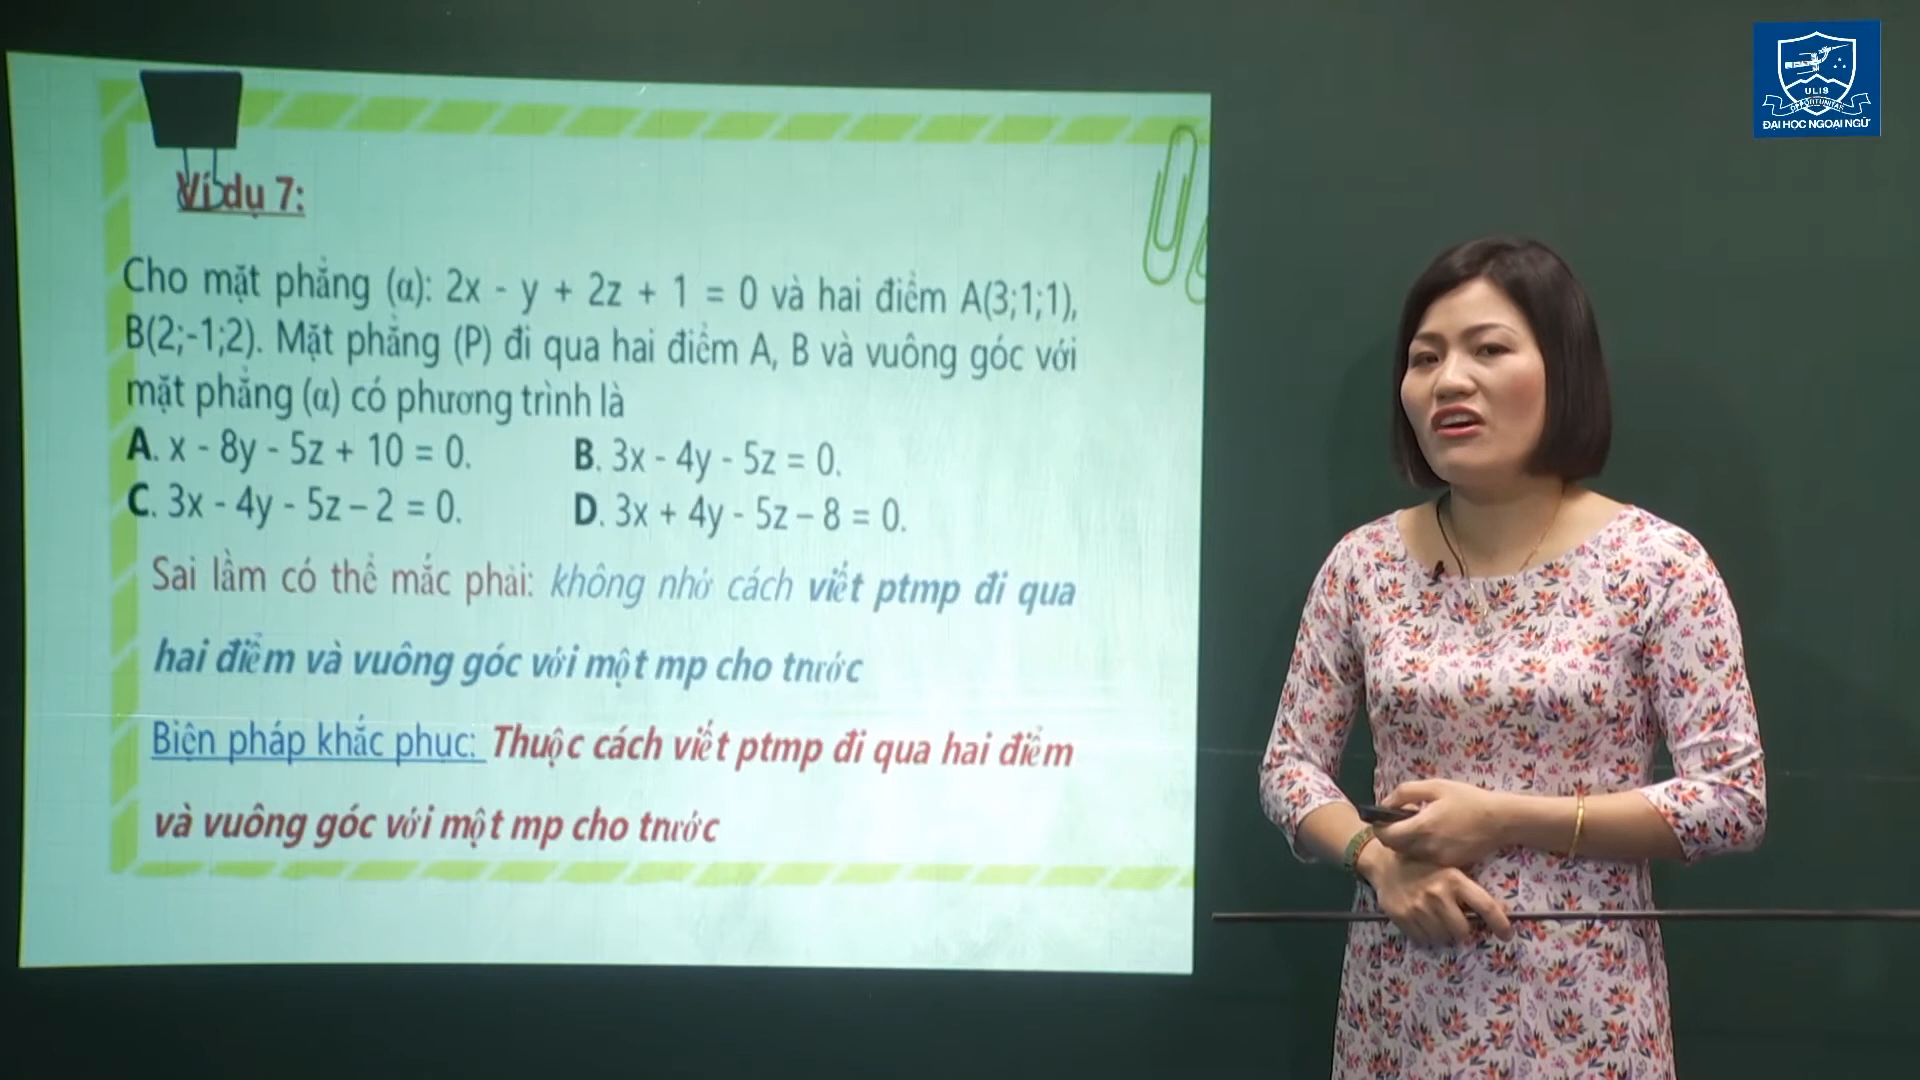 ULIS
OPPORTUNITAS
ĐẠI HỌC NGOẠI NGỮ
Ví dụ 7:
Cho mặt phẳng (α): 2x - y + 2z + 1 = 0 và hai điểm A(3;1;1),
B(2;-1;2). Mặt phẳng (P) đi qua hai điểm A, B và vuông góc với
mặt phẳng (α) có phương trình là
A. x - 8y - 5z + 10 = 0. B. 3x - 4y - 5z = 0.
C. 3x - 4y - 5z – 2 = 0. D. 3x + 4y - 5z – 8 = 0.
Sai lầm có thể mắc phải: không nhớ cách viết ptmp đi qua
hai điểm và vuông góc với một mp cho trước
Biện pháp khắc phục: Thuộc cách viết ptmp đi qua hai điểm
và vuông góc với một mp cho trước